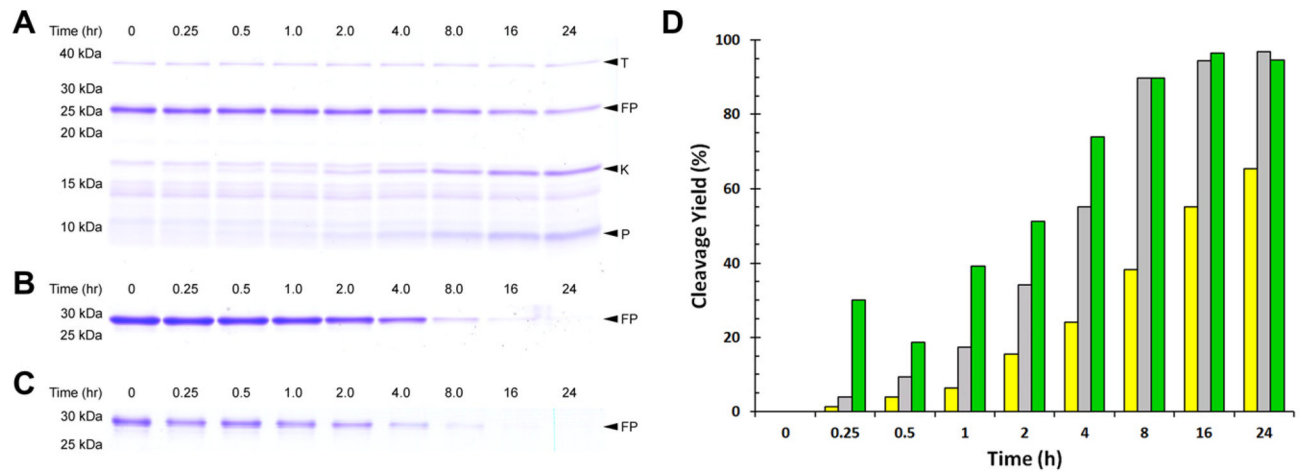 A
Time (hr) 0 0.25 0.5 1.0 2.0 4.0 8.0 16 24
40 kDa
T
30 kDa
25 kDa
FP
20 kDa
K
15 kDa
10 kDa
P
B
Time (hr) 0 0.25 0.5 1.0 2.0 4.0 8.0 16 24
30 kDa
FP
25 kDa
C
Time (hr) 0 0.25 0.5 1.0 2.0 4.0 8.0 16 24
30 kDa
FP
25 kDa
D
Cleavage Yield (%)
100
80
60
40
20
0
0 0.25 0.5 1 2 4 8 16 24
Time (h)